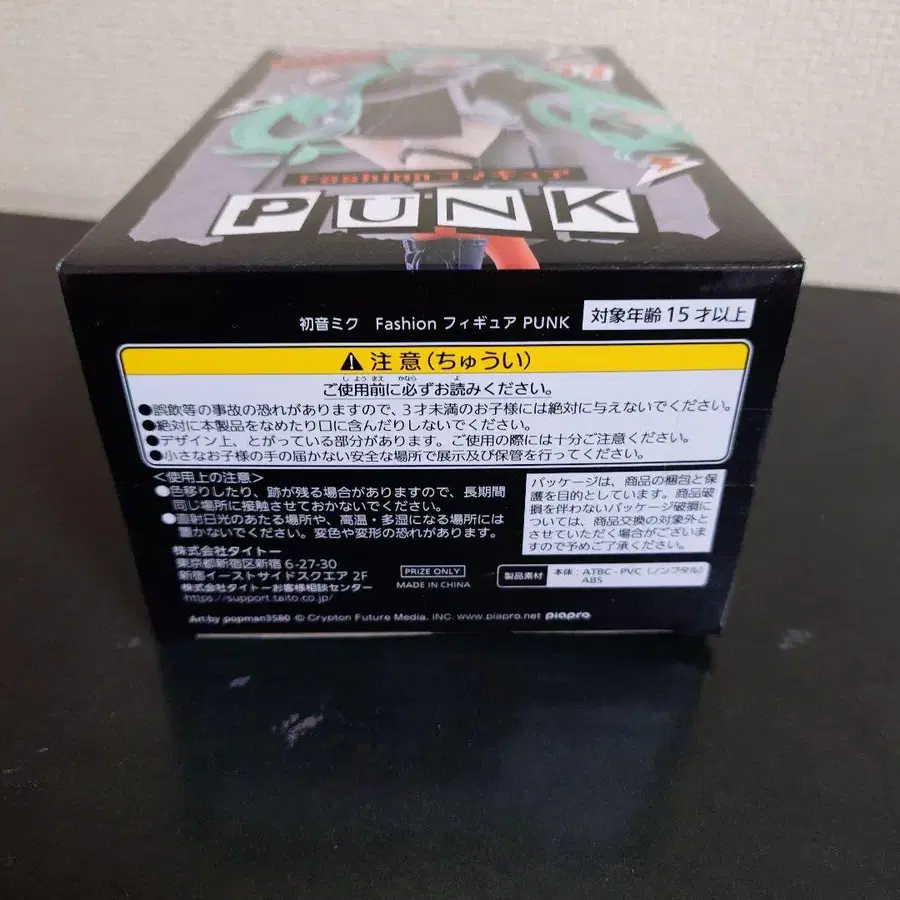 Fashion フィギュア
PUNK
初音ミク Fashion フィギュア PUNK
対象年齢 15 才以上
注意(ちゅうい)
しようまえ かなら よ
ご使用前に必ずお読みください。
●誤飲等の事故の恐れがありますので、3才未満のお子様には絶対に与えないでください。
●絶対に本製品をなめたり口に含んだりしないでください。
●デザイン上、とがっている部分があります。ご使用の際には十分ご注意ください。
●小さなお子様の手の届かない安全な場所で展示及び保管を行ってください。
<使用上の注意>
●色移りしたり、跡が残る場合がありますので、長期間
同じ場所に接触させておかないでください。
●直射日光のあたる場所や、高温・多湿になる場所には
置かないでください。変色や変形の恐れがあります。
パッケージは、商品の梱包と保
護を目的としています。商品破
損を伴わないパッケージ破損に
ついては、商品交換の対象外と
させていただく場合がございま
すので予めご了承ください。
株式会社タイトー
東京都新宿区新宿 6-27-30
新宿イーストサイドスクエア 2F
株式会社タイトーお客様相談センター
https://support.taito.co.jp/
PRIZE ONLY
MADE IN CHINA
製品素材
本体:ATBC-PVC(ノンフタル)
ABS
Art by popman3580 © Crypton Future Media, INC. www.piapro.net piapro